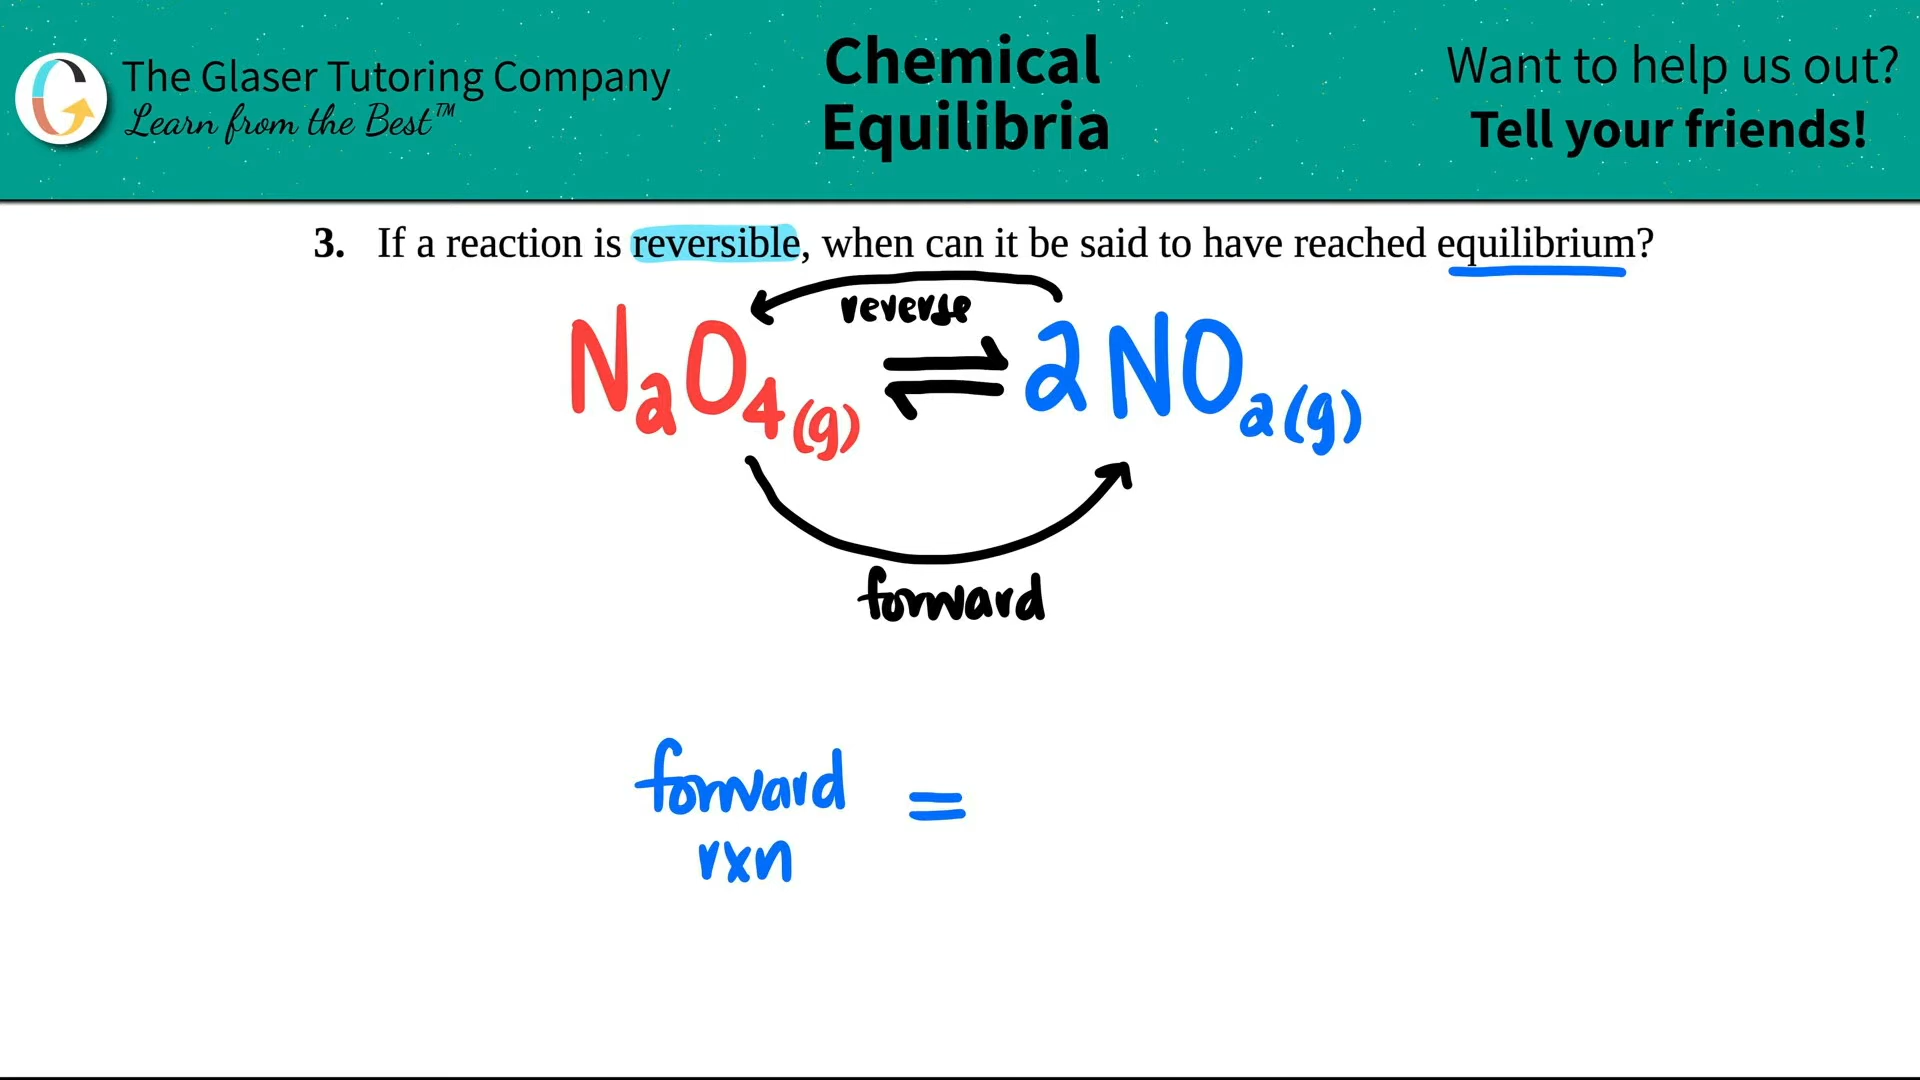 The Glaser Tutoring Company
Learn from the Best™
Chemical
Equilibria
Want to help us out?
Tell your friends!
3. If a reaction is reversible, when can it be said to have reached equilibrium?
reverse
N₂O₄(g) ⇌ 2NO₂(g)
forward
forward =
rxn